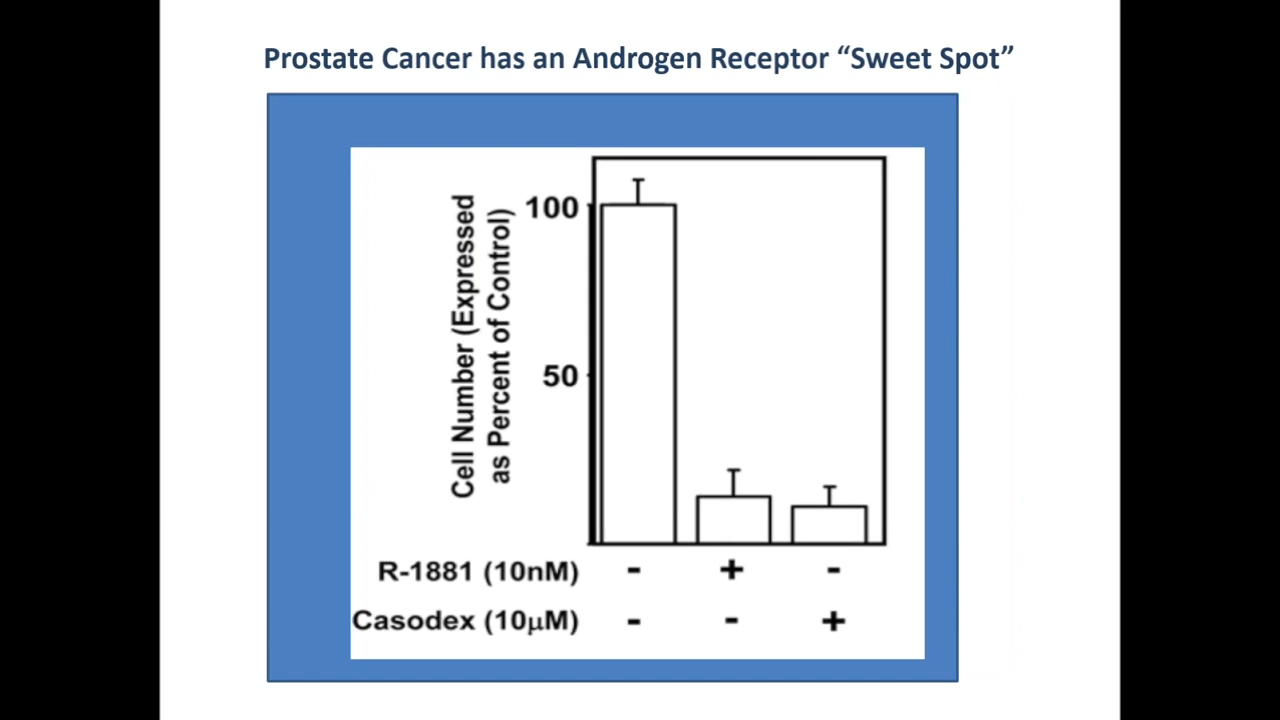 Prostate Cancer has an Androgen Receptor “Sweet Spot”
Cell Number (Expressed
as Percent of Control)
100
50
R-1881 (10nM) - + -
Casodex (10μM) - - +